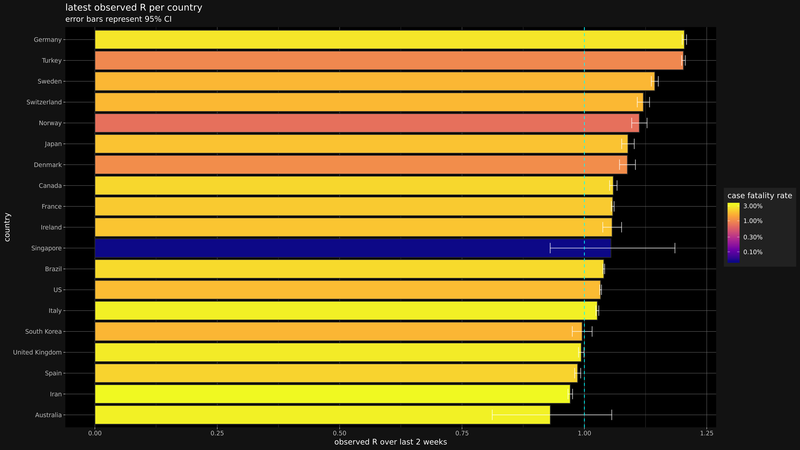 latest observed R per country
error bars represent 95% CI
country
Germany
Turkey
Sweden
Switzerland
Norway
Japan
Denmark
Canada
France
Ireland
Singapore
Brazil
US
Italy
South Korea
United Kingdom
Spain
Iran
Australia
0.00 0.25 0.50 0.75 1.00 1.25
observed R over last 2 weeks
case fatality rate
3.00%
1.00%
0.30%
0.10%